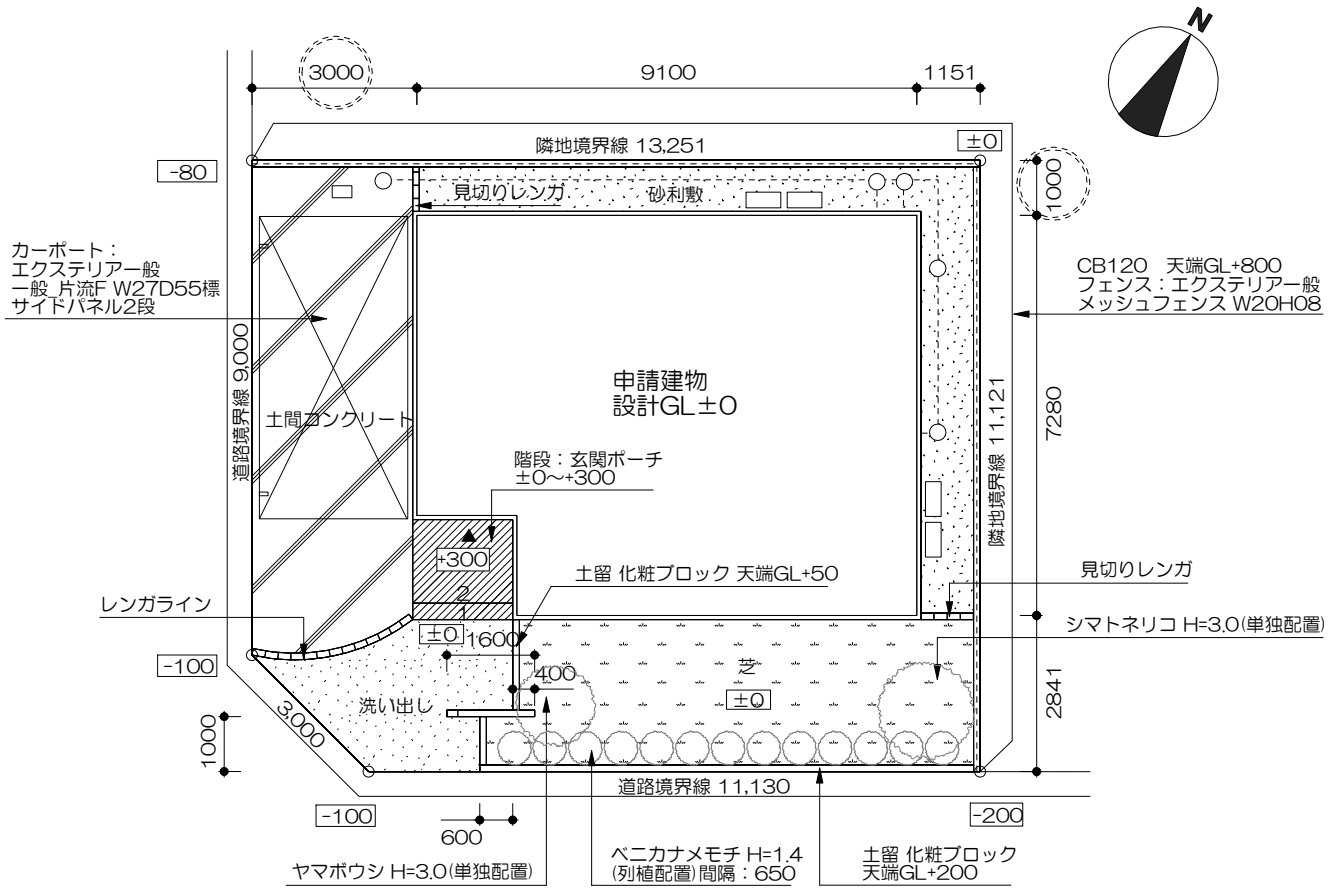 N
3000
9100
1151
隣地境界線 13,251
±0
-80
見切りレンガ
砂利敷
1000
カーポート：
エクステリア一般
一般_片流F W27D55標
サイドパネル2段
CB120　天端GL+800
フェンス：エクステリア一般
メッシュフェンス W20H08
道路境界線 9,000
申請建物
設計GL±0
土間コンクリート
隣地境界線 11,121
7280
階段：玄関ポーチ
±0～+300
+300
土留 化粧ブロック 天端GL+50
見切りレンガ
2
1
レンガライン
±0
1600
シマトネリコ H=3.0(単独配置)
-100
400
芝
±0
洗い出し
2841
3,000
1000
道路境界線 11,130
-100
-200
600
ヤマボウシ H=3.0(単独配置)
ベニカナメモチ H=1.4
(列植配置)間隔：650
土留 化粧ブロック
天端GL+200